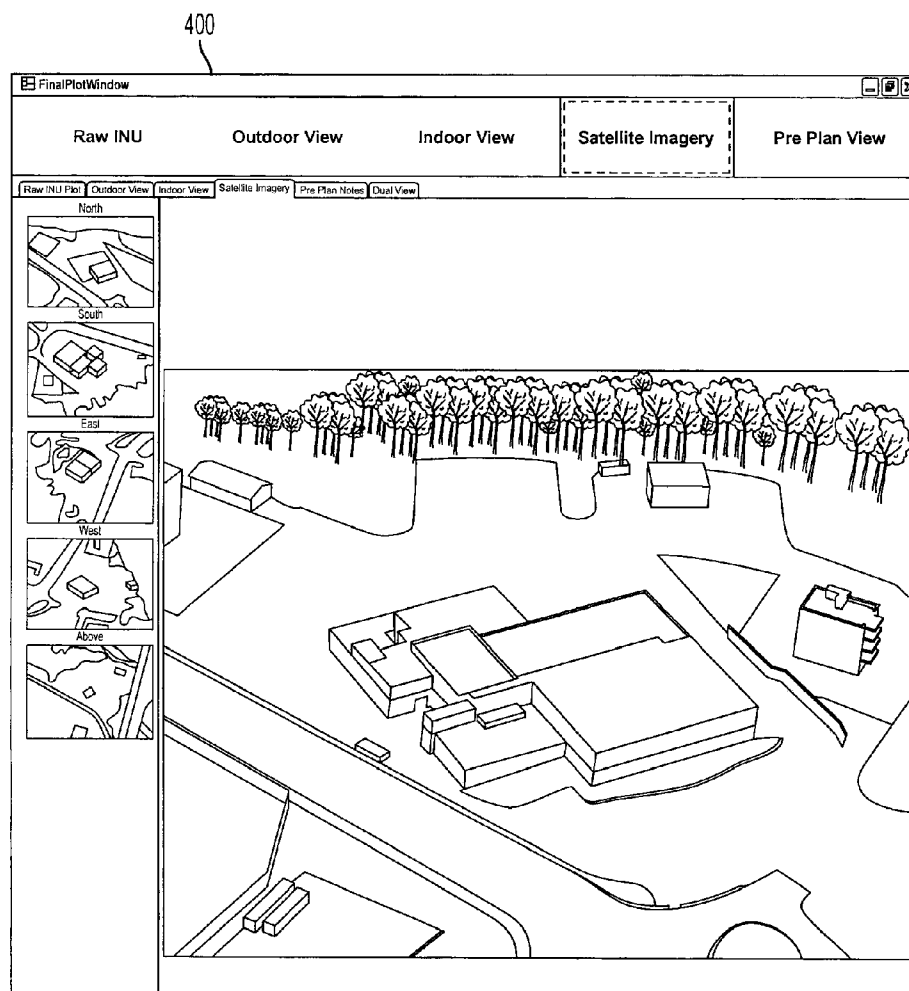 400
FinalPlotWindow
Raw INU Outdoor View Indoor View Satellite Imagery Pre Plan View
Raw INU Plot Outdoor View Indoor View Satellite Imagery Pre Plan Notes Dual View
North
South
East
West
Above